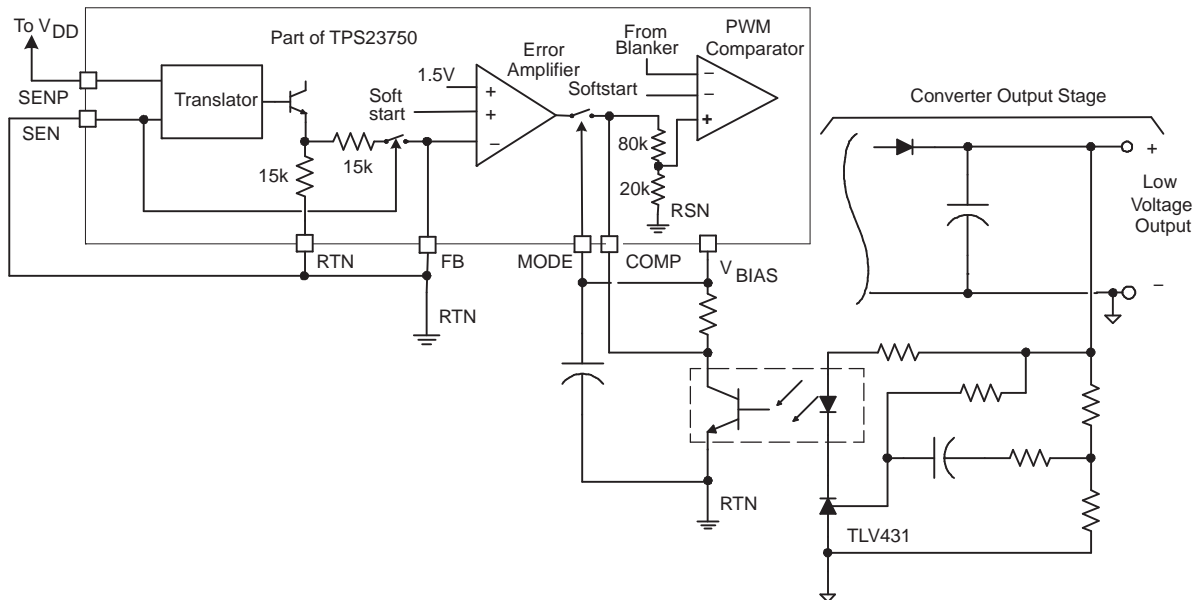 To VDD
Part of TPS23750
SENP
SEN
Translator
15k
15k
Soft
start
1.5V
Error
Amplifier
+
+
−
From
Blanker
Softstart
PWM
Comparator
−
−
+
80k
20k
RSN
RTN
FB
MODE
COMP
VBIAS
RTN
RTN
Converter Output Stage
+
Low
Voltage
Output
−
TLV431